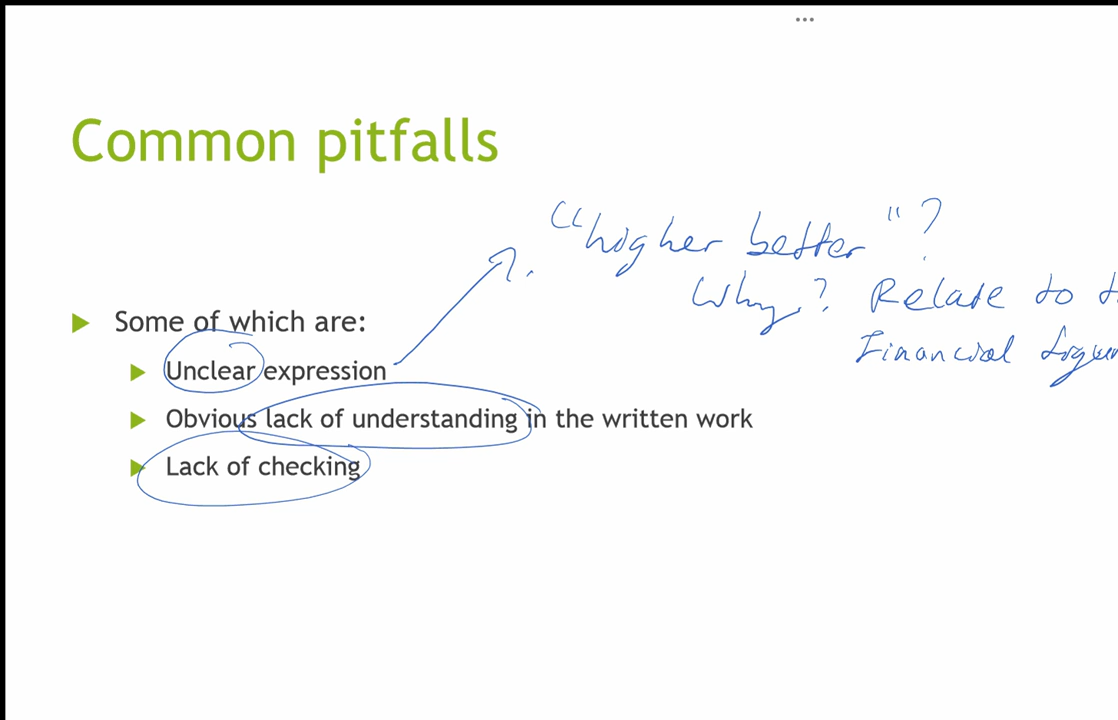 Common pitfalls
"higher better"?
Why? Relate to
Financial
Some of which are:
Unclear expression
Obvious lack of understanding in the written work
Lack of checking